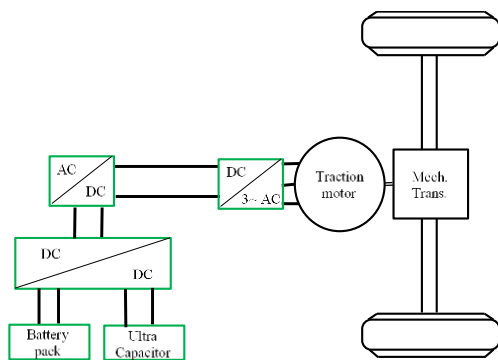 AC
DC
DC
3~ AC
Traction
motor
Mech.
Trans.
DC
DC
Battery
pack
Ultra
Capacitor